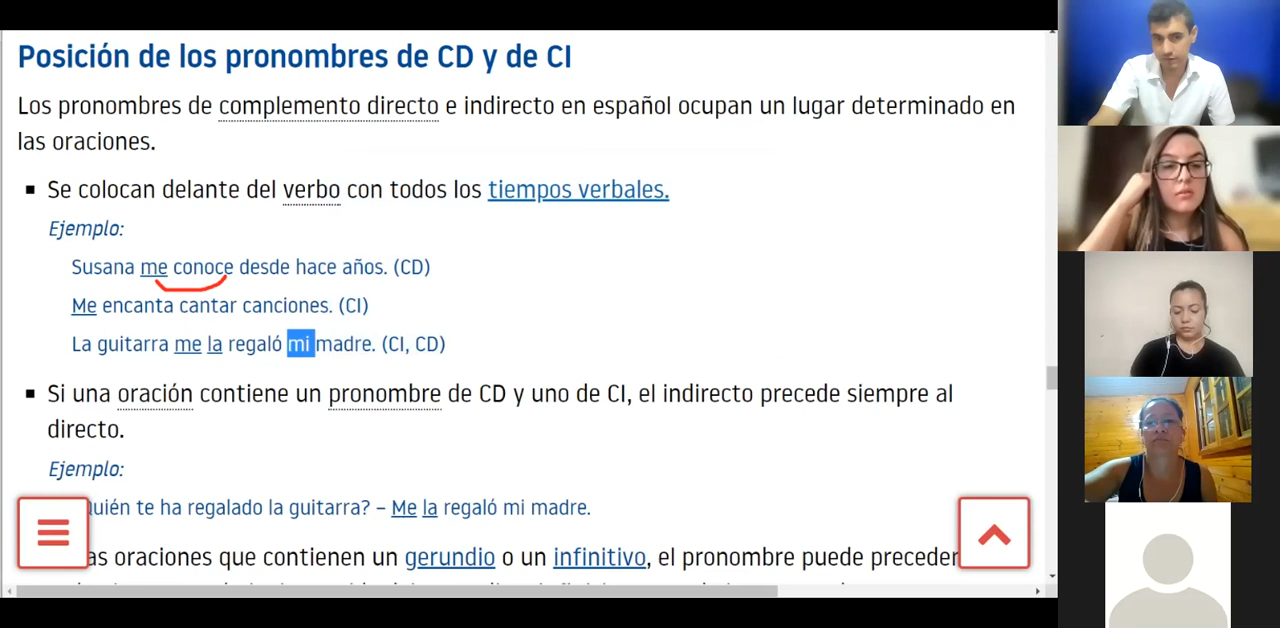 Posición de los pronombres de CD y de CI
Los pronombres de complemento directo e indirecto en español ocupan un lugar determinado en
las oraciones.
Se colocan delante del verbo con todos los tiempos verbales.
Ejemplo:
Susana me conoce desde hace años. (CD)
Me encanta cantar canciones. (CI)
La guitarra me la regaló mi madre. (CI, CD)
Si una oración contiene un pronombre de CD y uno de CI, el indirecto precede siempre al
directo.
Ejemplo:
te ha regalado la guitarra? – Me la regaló mi madre.
oraciones que contienen un gerundio o un infinitivo, el pronombre puede preceder